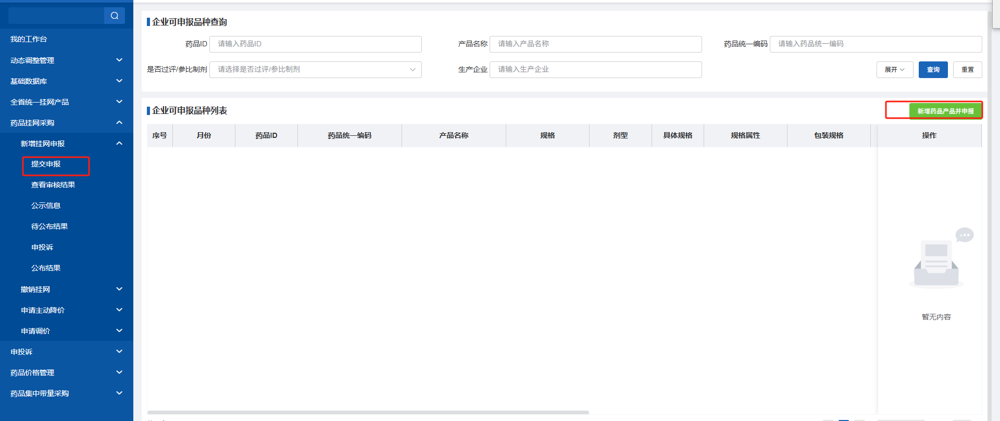 我的工作台
动态调整管理
基础数据库
全省统一挂网产品
药品挂网采购
新增挂网申报
提交申报
查看审核结果
公示信息
待公布结果
申投诉
公布结果
撤销挂网
申请主动降价
申请调价
申投诉
药品价格管理
药品集中带量采购
企业可申报品种查询
药品ID 请输入药品ID 产品名称 请输入产品名称 药品统一编码 请输入药品统一编码
是否过评/参比制剂 请选择是否过评/参比制剂 生产企业 请输入生产企业 展开 查询 重置
企业可申报品种列表 新增药品产品并申报
序号 月份 药品ID 药品统一编码 产品名称 规格 剂型 具体规格 规格属性 包装规格 操作
暂无内容